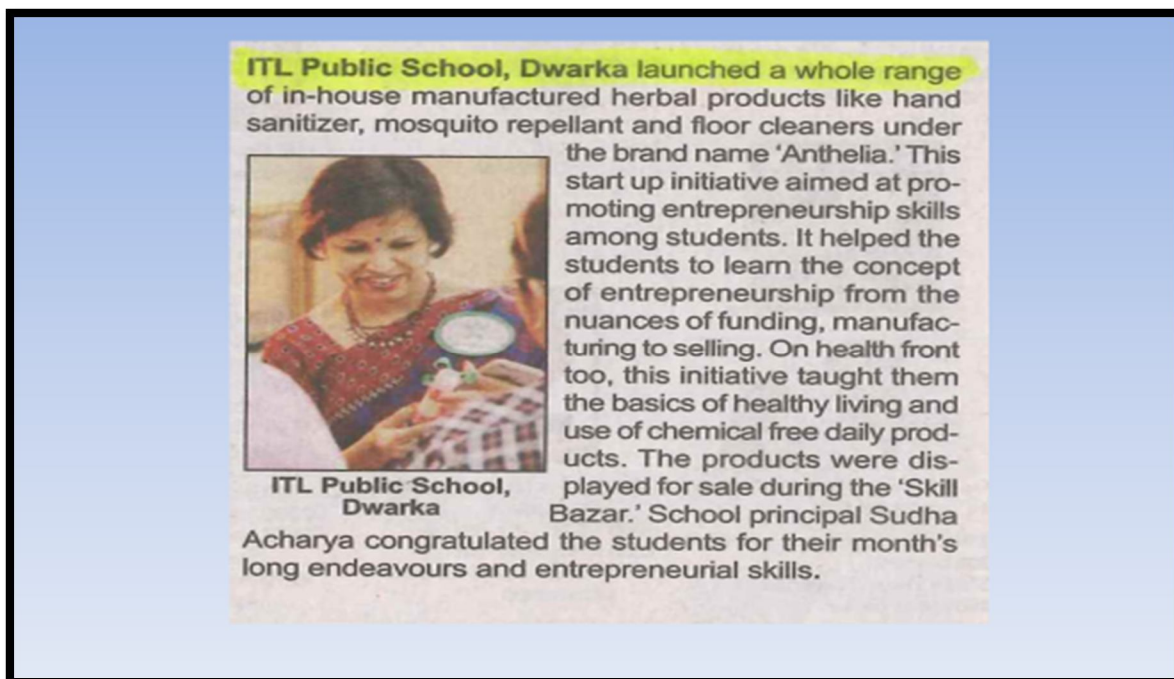 ITL Public School, Dwarka launched a whole range
of in-house manufactured herbal products like hand
sanitizer, mosquito repellant and floor cleaners under
the brand name ‘Anthelia.’ This
start up initiative aimed at pro-
moting entrepreneurship skills
among students. It helped the
students to learn the concept
of entrepreneurship from the
nuances of funding, manufac-
turing to selling. On health front
too, this initiative taught them
the basics of healthy living and
use of chemical free daily prod-
ucts. The products were dis-
played for sale during the ‘Skill
Bazar.’ School principal Sudha
Acharya congratulated the students for their month's
long endeavours and entrepreneurial skills.
ITL Public School,
Dwarka